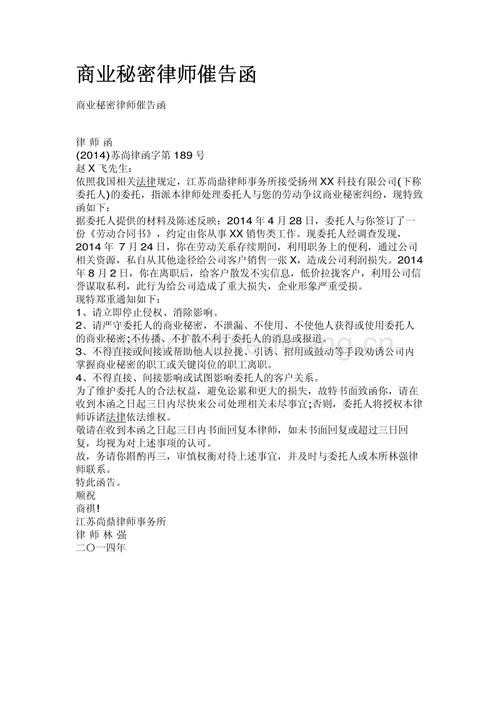 商业秘密律师催告函
商业秘密律师催告函
律 师 函
(2014)苏尚律函字第 189 号
赵 X 飞先生：
依照我国相关法律规定，江苏尚鼎律师事务所接受扬州 XX 科技有限公司(下称
委托人)的委托，指派本律师处理委托人与您的劳动争议商业秘密纠纷，现特致
函如下：
据委托人提供的材料及陈述反映：2014 年 4 月 28 日，委托人与你签订了一
份《劳动合同书》，约定由你从事 XX 销售类工作。现委托人经调查发现，
2014 年 7 月 24 日，你在劳动关系存续期间，利用职务上的便利，通过公司
相关资源，私自从其他途径给公司客户销售一张 X，造成公司利润损失。2014
年 8 月 2 日，你在离职后，给客户散发不实信息，低价拉拢客户，利用公司信
誉谋取私利，此行为给公司造成了重大损失，企业形象严重受损。
现特郑重通知如下：
1、请立即停止侵权、消除影响。
2、请严守委托人的商业秘密，不泄漏、不使用、不使他人获得或使用委托人
的商业秘密;不传播、不扩散不利于委托人的消息或报道。
3、不得直接或间接或帮助他人以拉拢、引诱、招用或鼓动等手段劝诱公司内
掌握商业秘密的职工或关键岗位的职工离职。
4、不得直接、间接影响或试图影响委托人的客户关系。
为了维护委托人的合法权益，避免讼累和更大的损失，故特书面致函你，请在
收到本函之日起三日内尽快来公司处理相关未尽事宜;否则，委托人将授权本律
师诉诸法律依法维权。
敬请在收到本函之日起三日内书面回复本律师，如未书面回复或超过三日回
复，均视为对上述事项的认可。
故，务请你斟酌再三，审慎权衡对待上述事宜，并及时与委托人或本所林强律
师联系。
特此函告。
顺祝
商祺!
江苏尚鼎律师事务所
律 师 林 强
二〇一四年